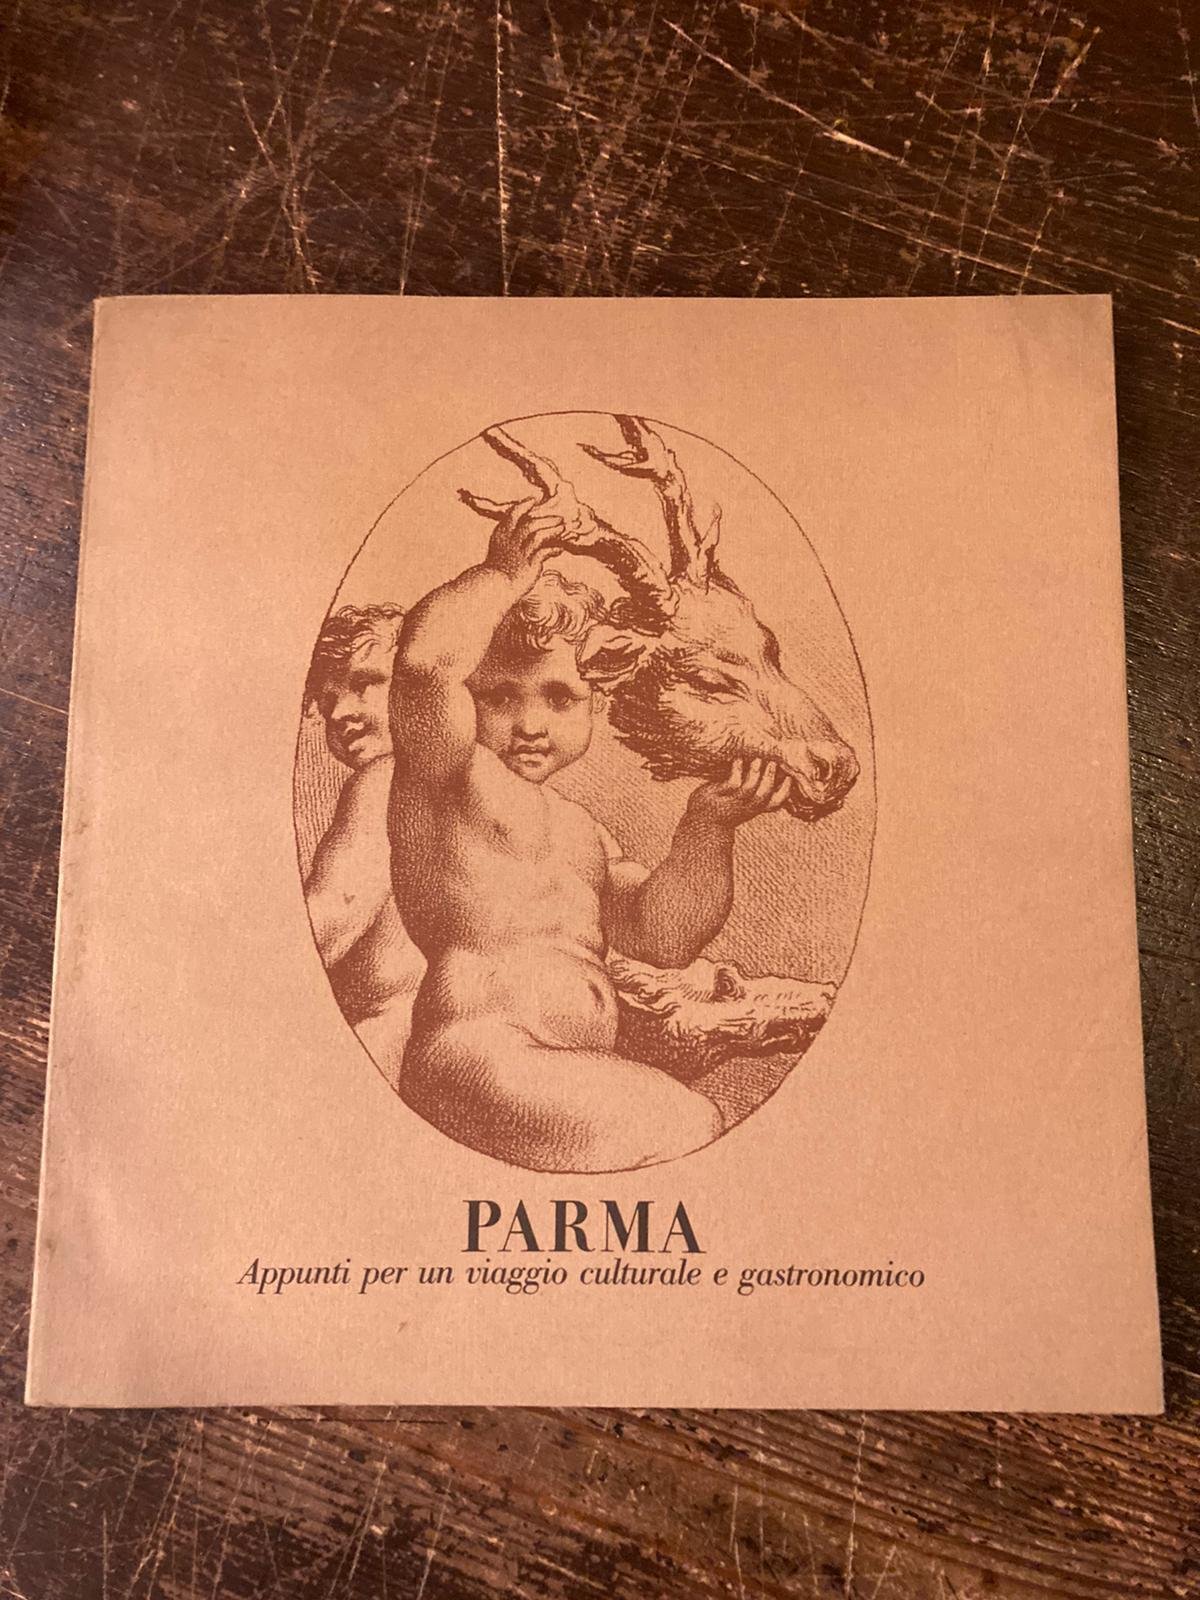 PARMA
Appunti per un viaggio culturale e gastronomico